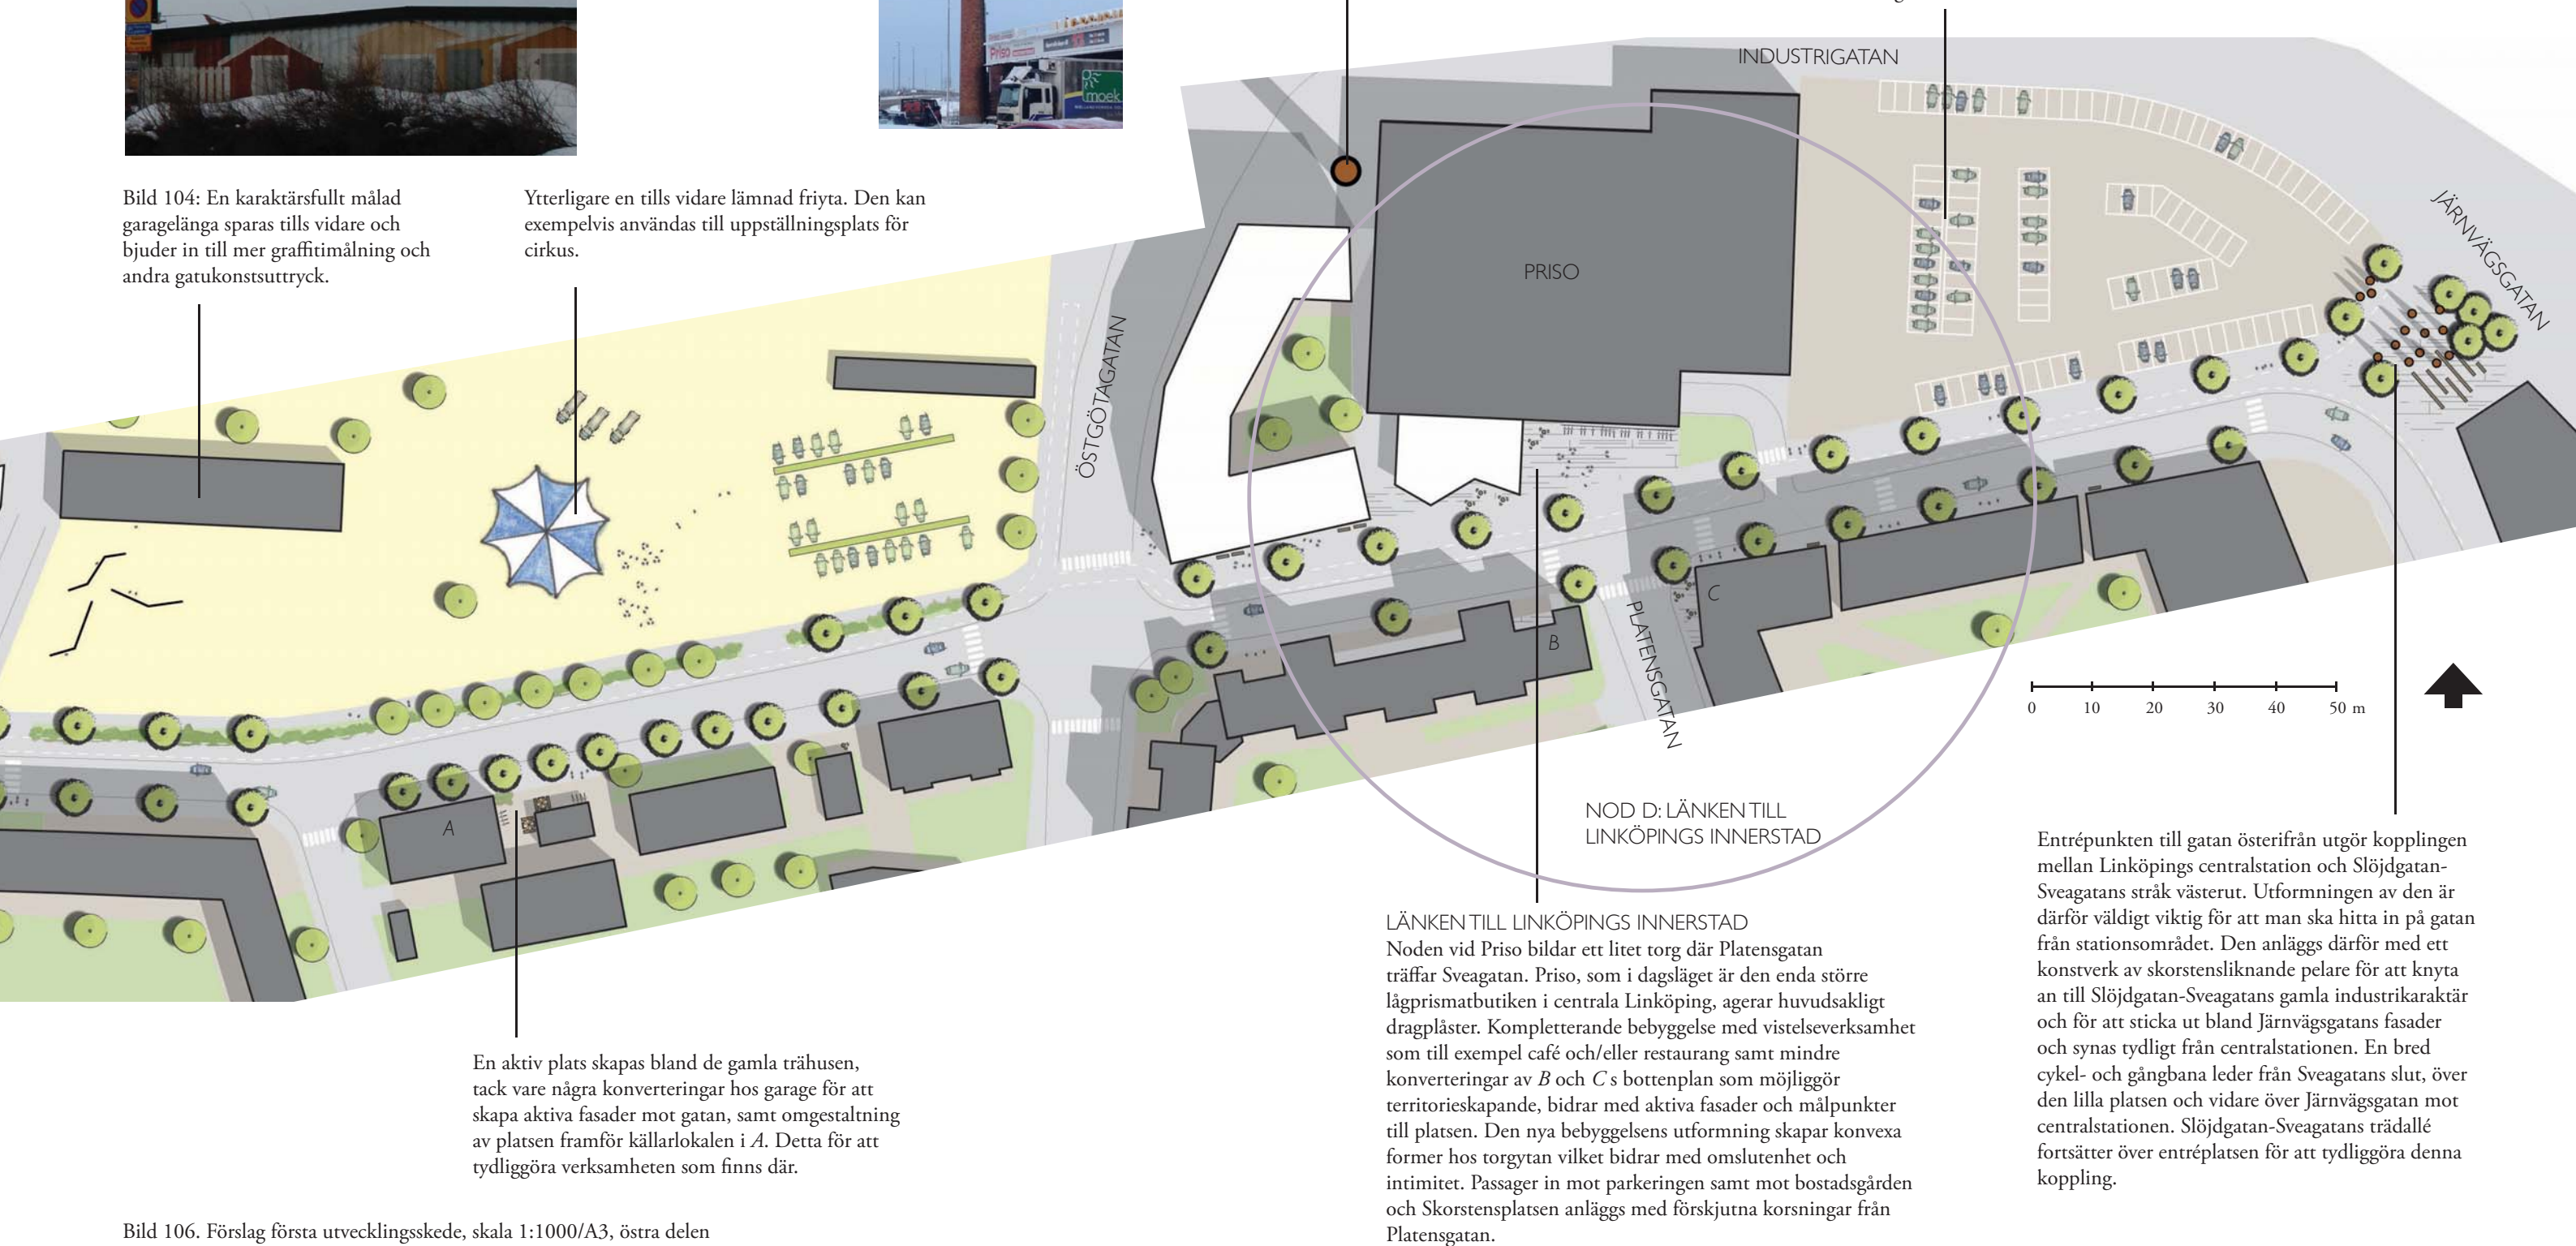 Priso
moek
INDUSTRIGATAN
JÄRNVÄGSGATAN
Bild 104: En karaktärsfullt målad
garagelänga sparas tills vidare och
bjuder in till mer graffitimålning och
andra gatukonstsuttryck.
Ytterligare en tills vidare lämnad friyta. Den kan
exempelvis användas till uppställningsplats för
cirkus.
PRISO
ÖSTGÖTAGATAN
PLATENSGATAN
A
B
C
0 10 20 30 40 50 m
NOD D: LÄNKEN TILL
LINKÖPINGS INNERSTAD
LÄNKEN TILL LINKÖPINGS INNERSTAD
Noden vid Priso bildar ett litet torg där Platensgatan
träffar Sveagatan. Priso, som i dagsläget är den enda större
lågprismatbutiken i centrala Linköping, agerar huvudsakligt
dragplåster. Kompletterande bebyggelse med vistelseverksamhet
som till exempel café och/eller restaurang samt mindre
konverteringar av B och C s bottenplan som möjliggör
territorieskapande, bidrar med aktiva fasader och målpunkter
till platsen. Den nya bebyggelsens utformning skapar konvexa
former hos torgytan vilket bidrar med omslutenhet och
intimitet. Passager in mot parkeringen samt mot bostadsgården
och Skorstensplatsen anläggs med förskjutna korsningar från
Platensgatan.
Entrépunkten till gatan österifrån utgör kopplingen
mellan Linköpings centralstation och Slöjdgatan-
Sveagatans stråk västerut. Utformningen av den är
därför väldigt viktig för att man ska hitta in på gatan
från stationsområdet. Den anläggs därför med ett
konstverk av skorstensliknande pelare för att knyta
an till Slöjdgatan-Sveagatans gamla industrikaraktär
och för att sticka ut bland Järnvägsgatans fasader
och synas tydligt från centralstationen. En bred
cykel- och gångbana leder från Sveagatans slut, över
den lilla platsen och vidare över Järnvägsgatan mot
centralstationen. Slöjdgatan-Sveagatans trädallé
fortsätter över entréplatsen för att tydliggöra denna
koppling.
En aktiv plats skapas bland de gamla trähusen,
tack vare några konverteringar hos garage för att
skapa aktiva fasader mot gatan, samt omgestaltning
av platsen framför källarlokalen i A. Detta för att
tydliggöra verksamheten som finns där.
Bild 106. Förslag första utvecklingsskede, skala 1:1000/A3, östra delen